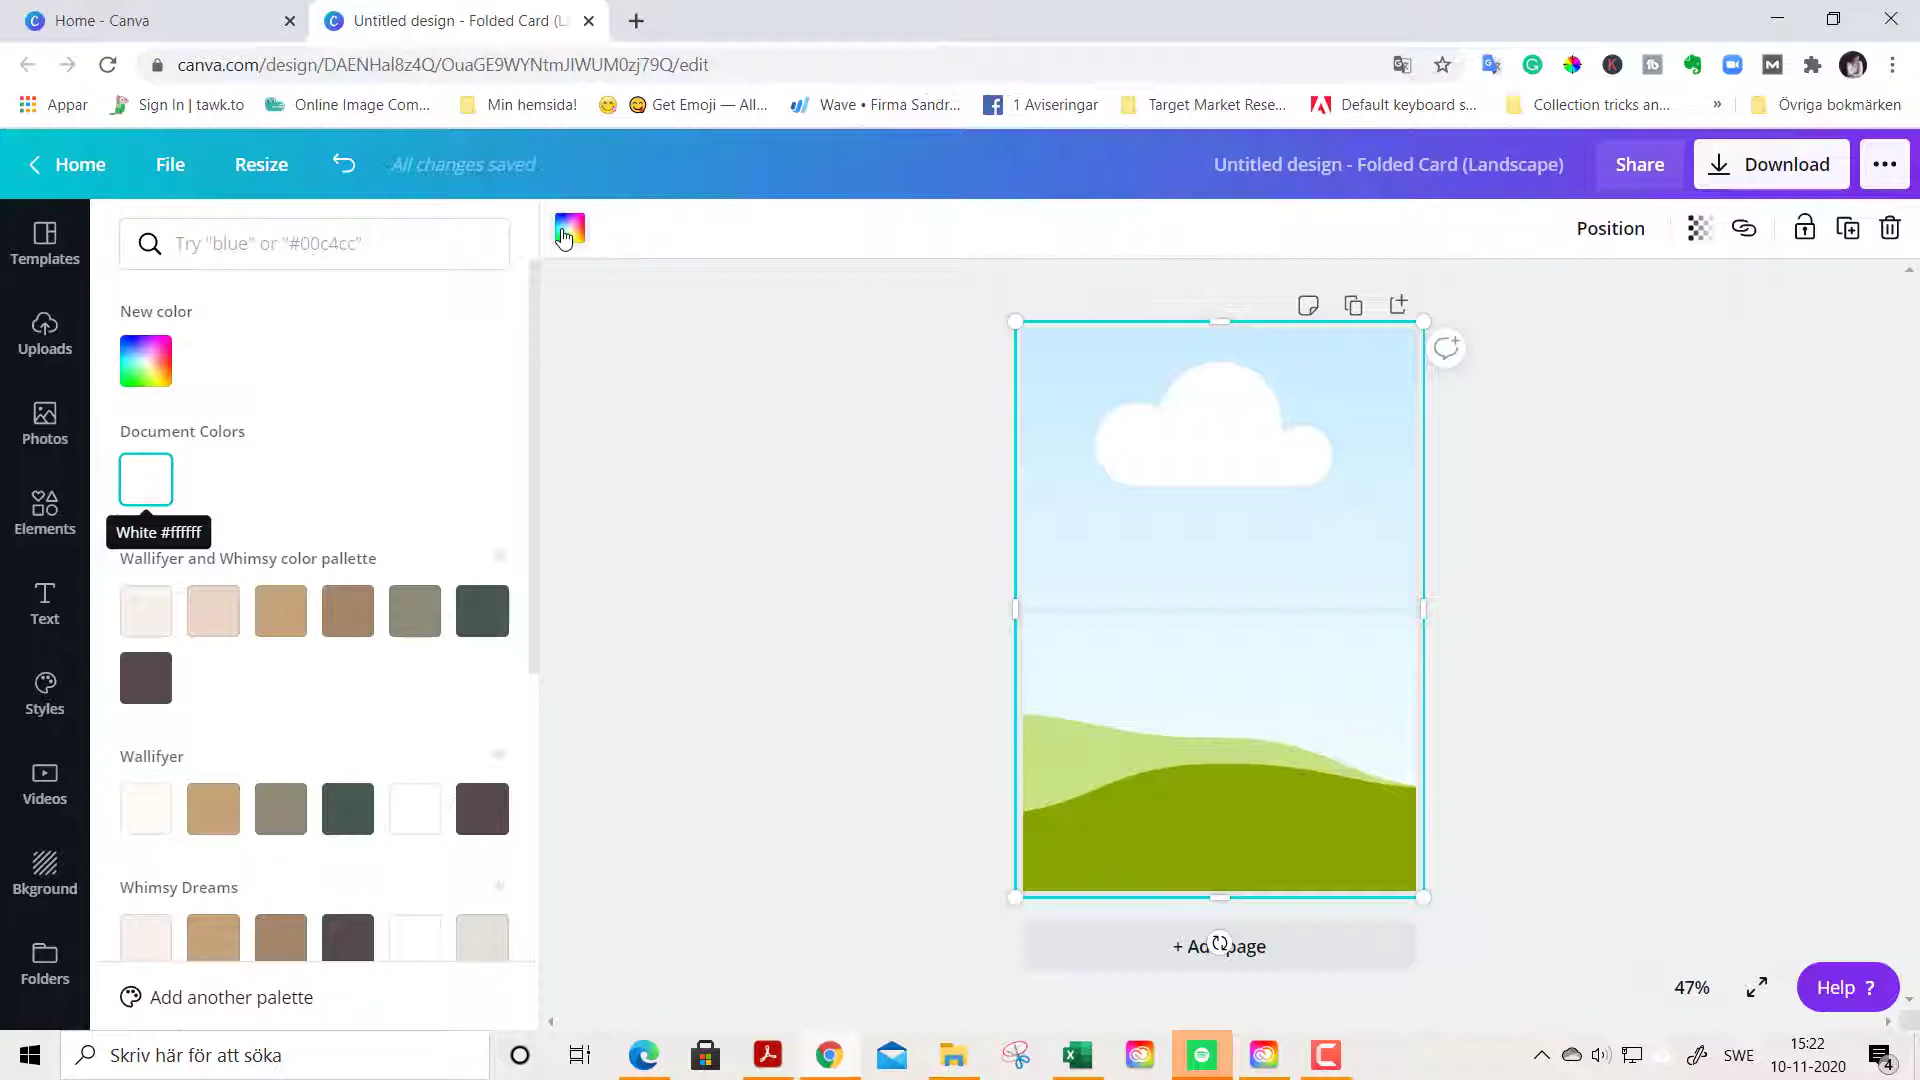 Home - Canva
Untitled design - Folded Card (L
canva.com/design/DAENHal8z4Q/OuaGE9WYNtmJIWUM0zj79Q/edit
Appar
Sign In | tawk.to
Online Image Com...
Min hemsida!
Get Emoji — All...
Wave • Firma Sandr...
1 Aviseringar
Target Market Rese...
Default keyboard s...
Collection tricks an...
»
Övriga bokmärken
Home
File
Resize
All changes saved
Untitled design - Folded Card (Landscape)
Share
Download
Templates
Uploads
Photos
Elements
Text
Styles
Videos
Bkground
Folders
Try "blue" or "#00c4cc"
New color
Document Colors
White #ffffff
Wallifyer and Whimsy color pallette
Wallifyer
Whimsy Dreams
Add another palette
Position
+ Ad page
47%
Help ?
Skriv här för att söka
SWE
15:22
10-11-2020
4